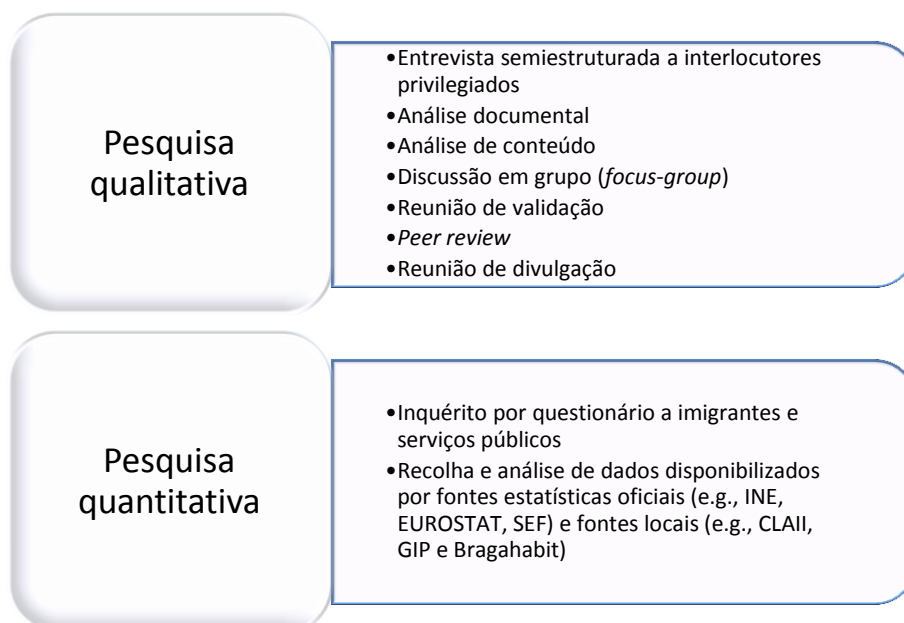 Pesquisa
qualitativa
•Entrevista semiestruturada a interlocutores
privilegiados
•Análise documental
•Análise de conteúdo
•Discussão em grupo (focus-group)
•Reunião de validação
•Peer review
•Reunião de divulgação
Pesquisa
quantitativa
•Inquérito por questionário a imigrantes e
serviços públicos
•Recolha e análise de dados disponibilizados
por fontes estatísticas oficiais (e.g., INE,
EUROSTAT, SEF) e fontes locais (e.g., CLAII,
GIP e Bragahabit)